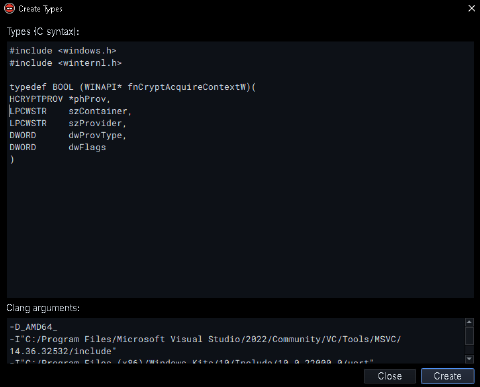 Create Types
Types (C syntax):
#include <windows.h>
#include <winternl.h>
typedef BOOL (WINAPI* fnCryptAcquireContextW)(
HCRYPTPROV *phProv,
LPCWSTR szContainer,
LPCWSTR szProvider,
DWORD dwProvType,
DWORD dwFlags
)
Clang arguments:
-D_AMD64_
-I"C:/Program Files/Microsoft Visual Studio/2022/Community/VC/Tools/MSVC/
14.36.32532/include"
-I"C:/Program Files (x86)/Windows Kits/10/Include/10.0.22000.0/ucrt"
Close Create